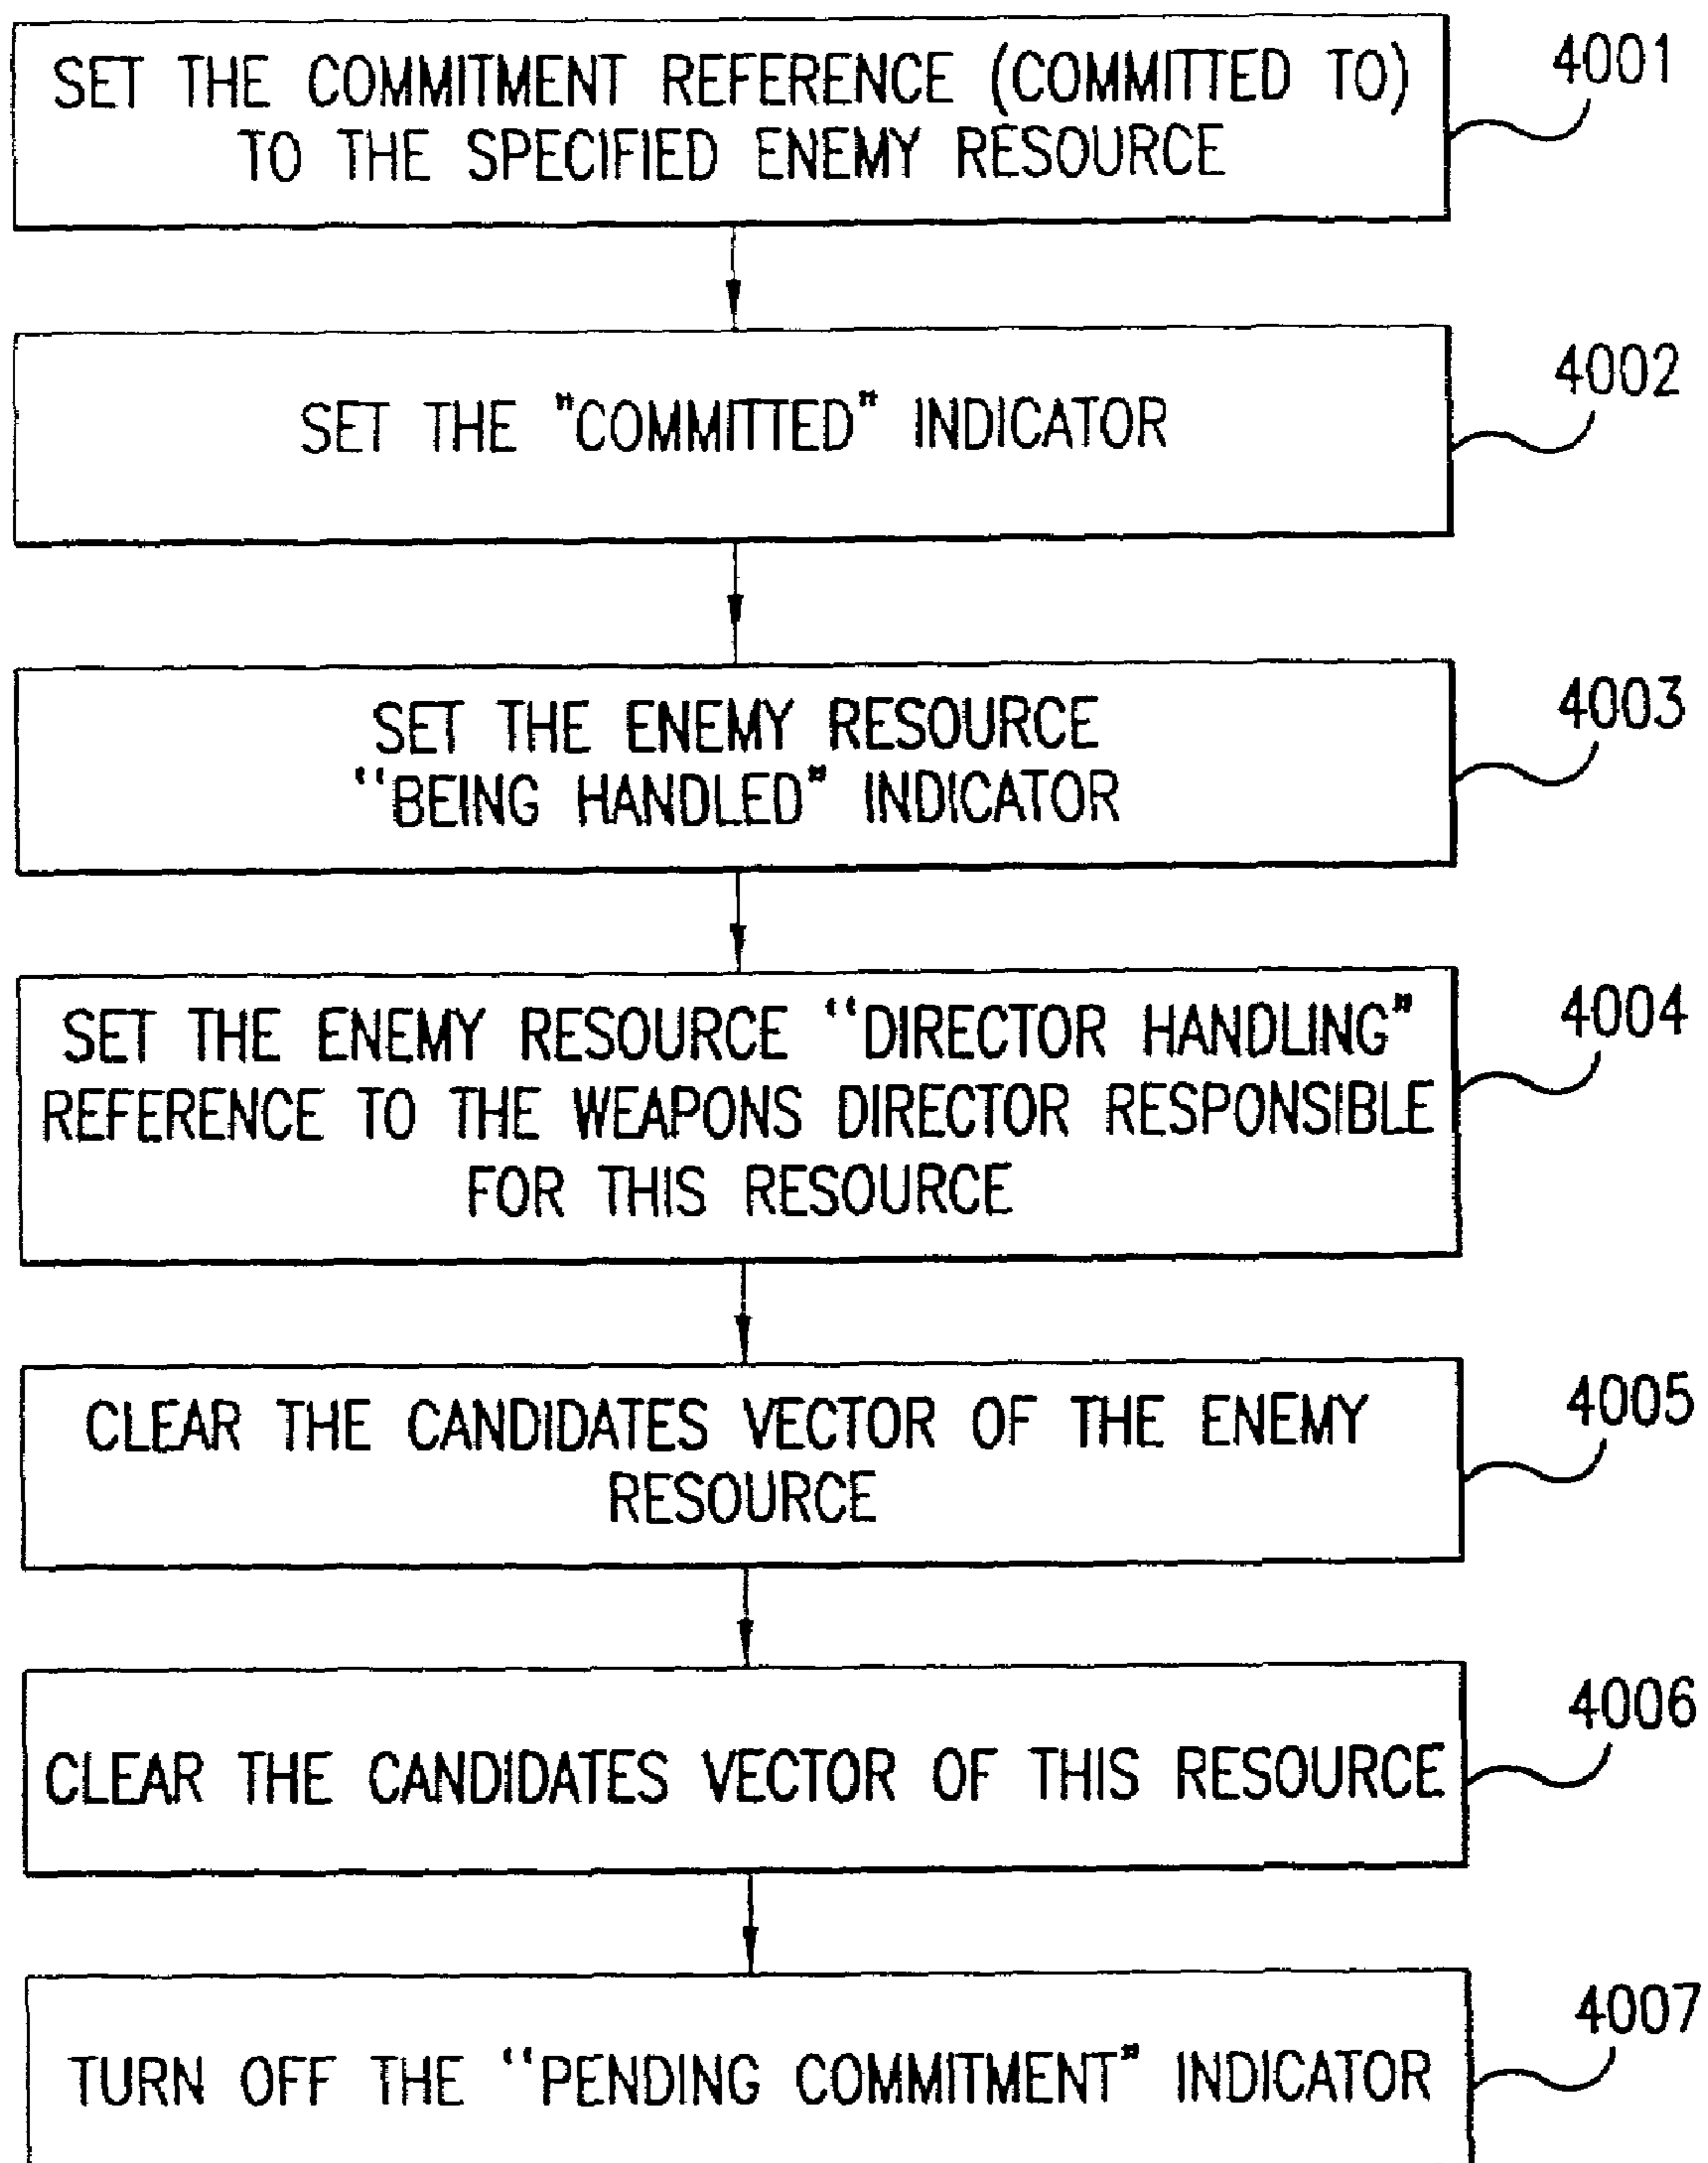 SET THE COMMITMENT REFERENCE (COMMITTED TO)
TO THE SPECIFIED ENEMY RESOURCE
4001
SET THE "COMMITTED" INDICATOR
4002
SET THE ENEMY RESOURCE
"BEING HANDLED" INDICATOR
4003
SET THE ENEMY RESOURCE "DIRECTOR HANDLING"
REFERENCE TO THE WEAPONS DIRECTOR RESPONSIBLE
FOR THIS RESOURCE
4004
CLEAR THE CANDIDATES VECTOR OF THE ENEMY
RESOURCE
4005
CLEAR THE CANDIDATES VECTOR OF THIS RESOURCE
4006
TURN OFF THE "PENDING COMMITMENT" INDICATOR
4007